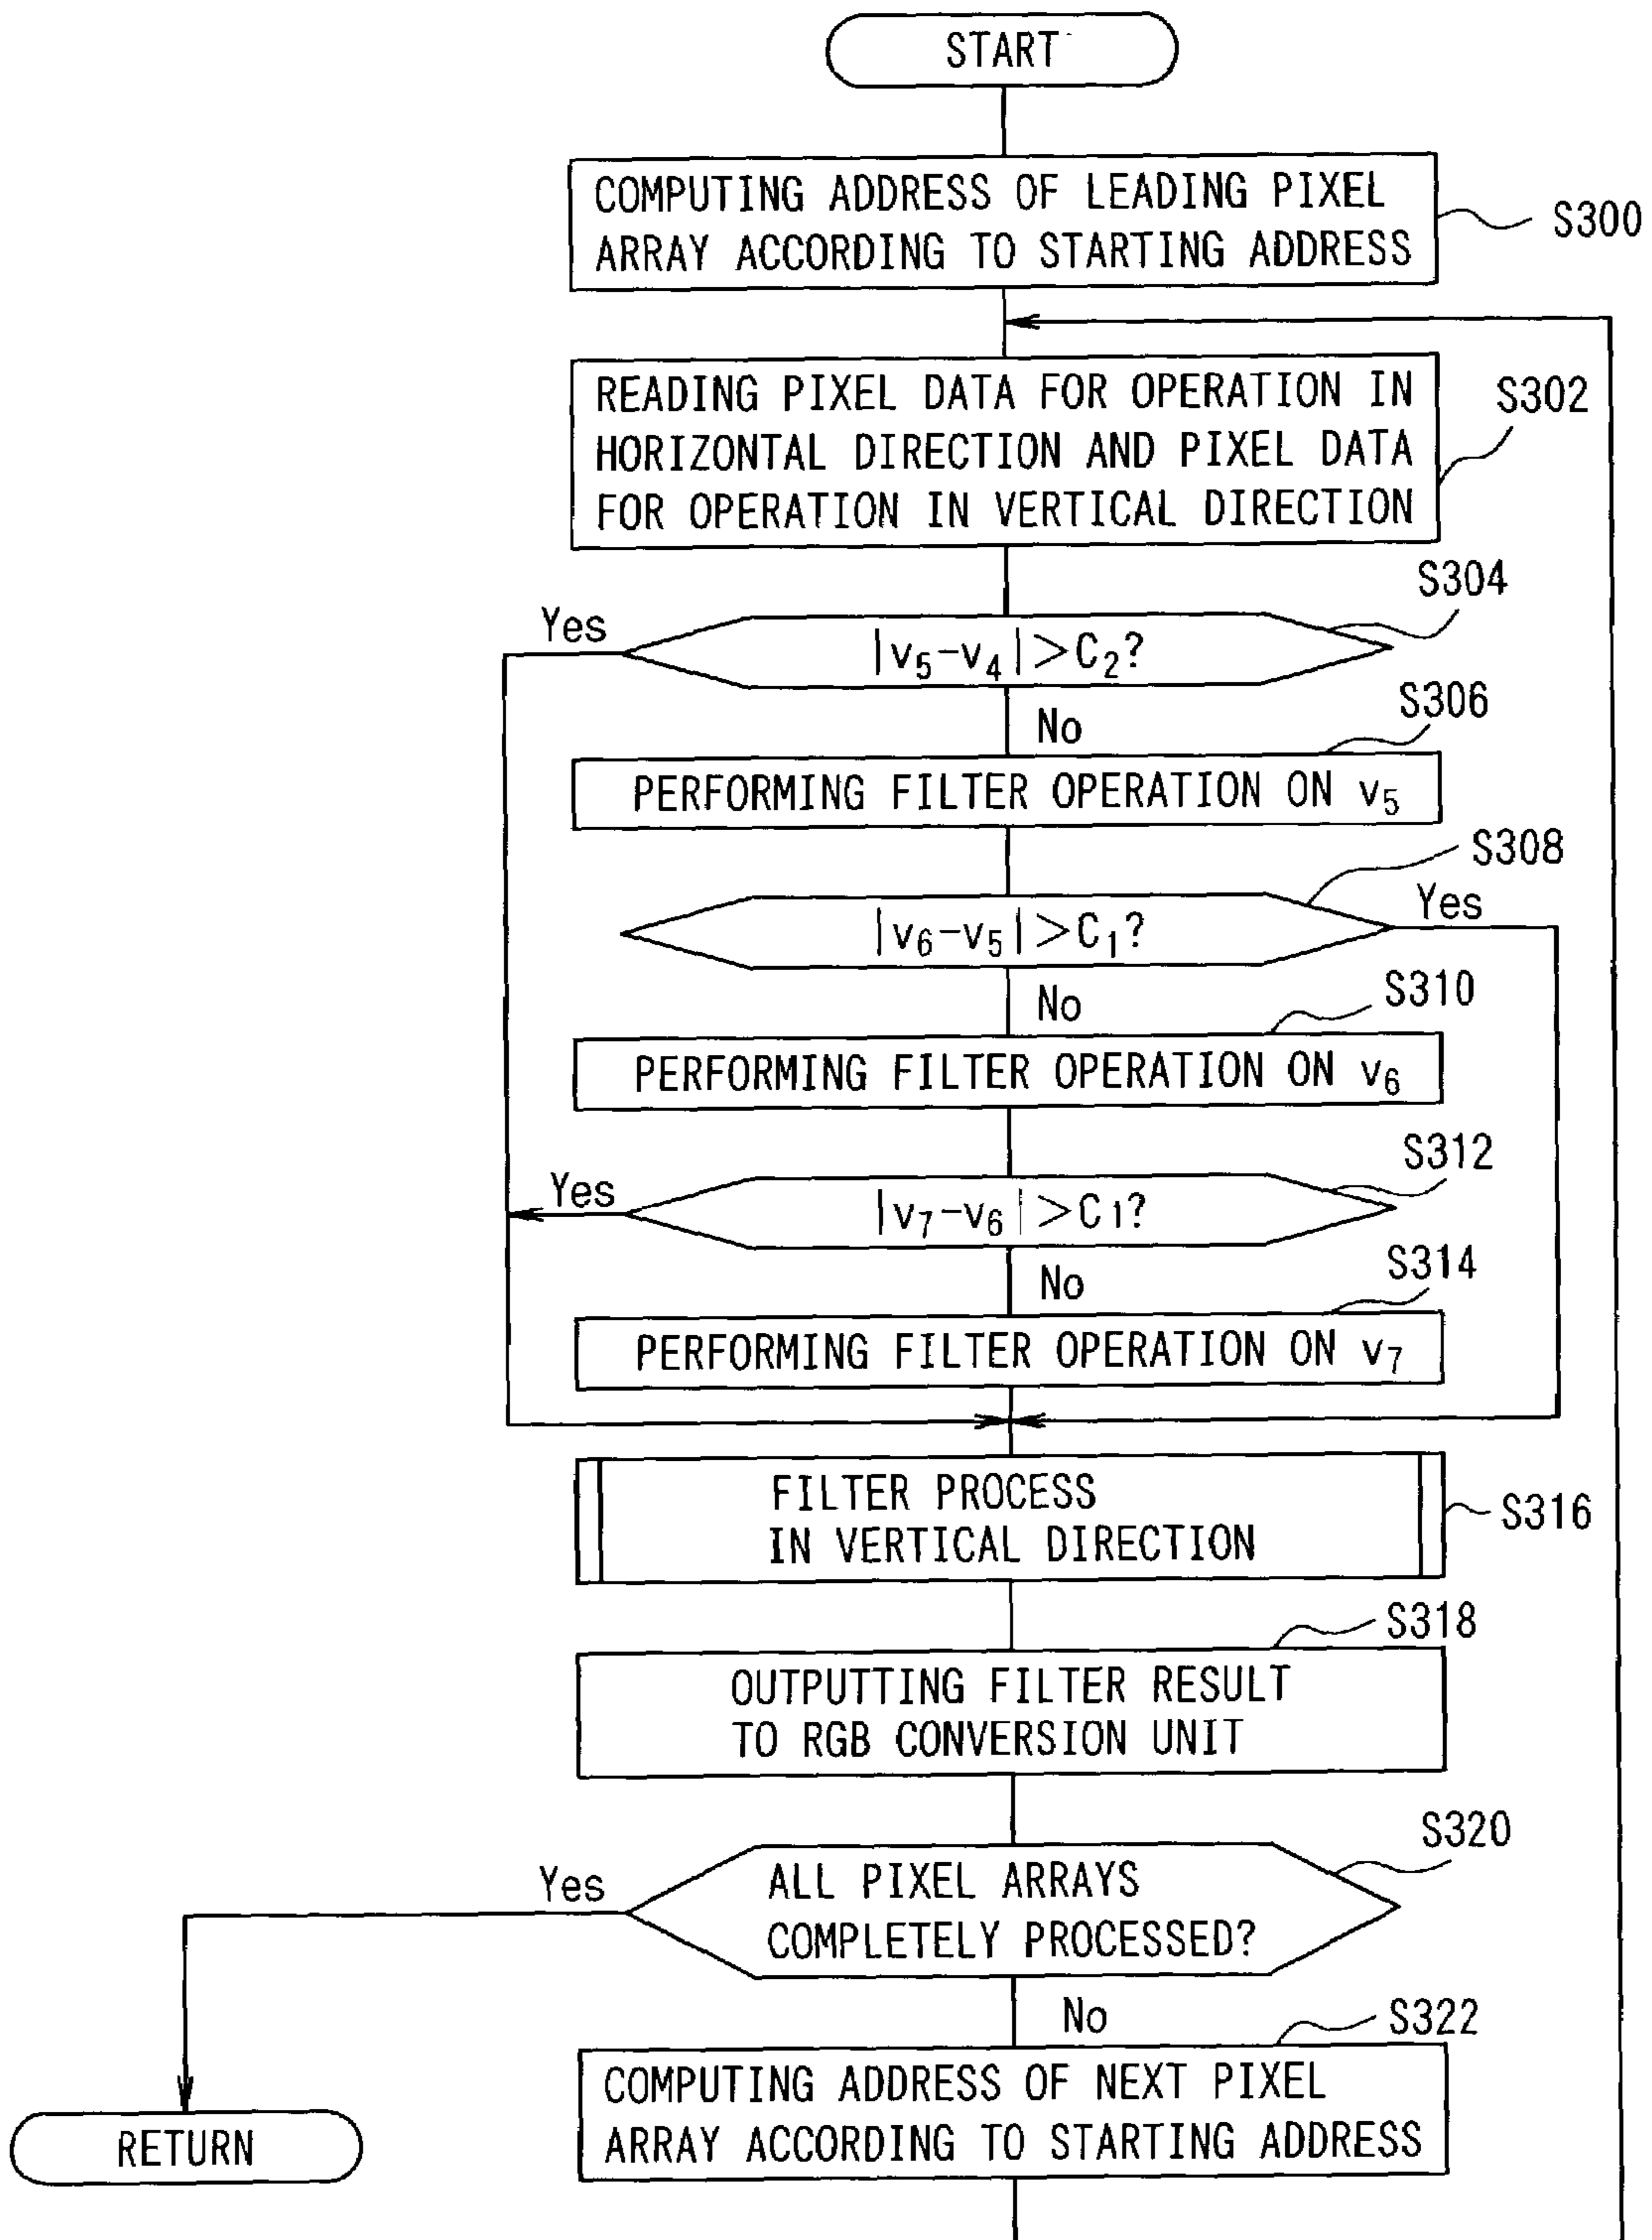 START
COMPUTING ADDRESS OF LEADING PIXEL
ARRAY ACCORDING TO STARTING ADDRESS
S300
READING PIXEL DATA FOR OPERATION IN
HORIZONTAL DIRECTION AND PIXEL DATA
FOR OPERATION IN VERTICAL DIRECTION
S302
S304
Yes
|v₅−v₄|>C₂?
No
S306
PERFORMING FILTER OPERATION ON v₅
S308
|v₆−v₅|>C₁?
Yes
No
S310
PERFORMING FILTER OPERATION ON v₆
S312
Yes
|v₇−v₆|>C₁?
No
S314
PERFORMING FILTER OPERATION ON v₇
FILTER PROCESS
IN VERTICAL DIRECTION
S316
S318
OUTPUTTING FILTER RESULT
TO RGB CONVERSION UNIT
S320
Yes
ALL PIXEL ARRAYS
COMPLETELY PROCESSED?
No
S322
COMPUTING ADDRESS OF NEXT PIXEL
ARRAY ACCORDING TO STARTING ADDRESS
RETURN